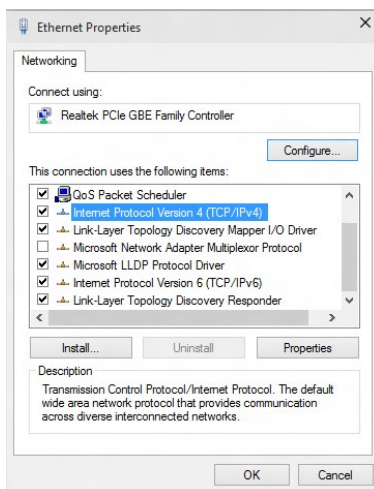 Ethernet Properties
Networking
Connect using:
Realtek PCIe GBE Family Controller
Configure...
This connection uses the following items:
QoS Packet Scheduler
Internet Protocol Version 4 (TCP/IPv4)
Link-Layer Topology Discovery Mapper I/O Driver
Microsoft Network Adapter Multiplexor Protocol
Microsoft LLDP Protocol Driver
Internet Protocol Version 6 (TCP/IPv6)
Link-Layer Topology Discovery Responder
Install... Uninstall Properties
Description
Transmission Control Protocol/Internet Protocol. The default
wide area network protocol that provides communication
across diverse interconnected networks.
OK Cancel